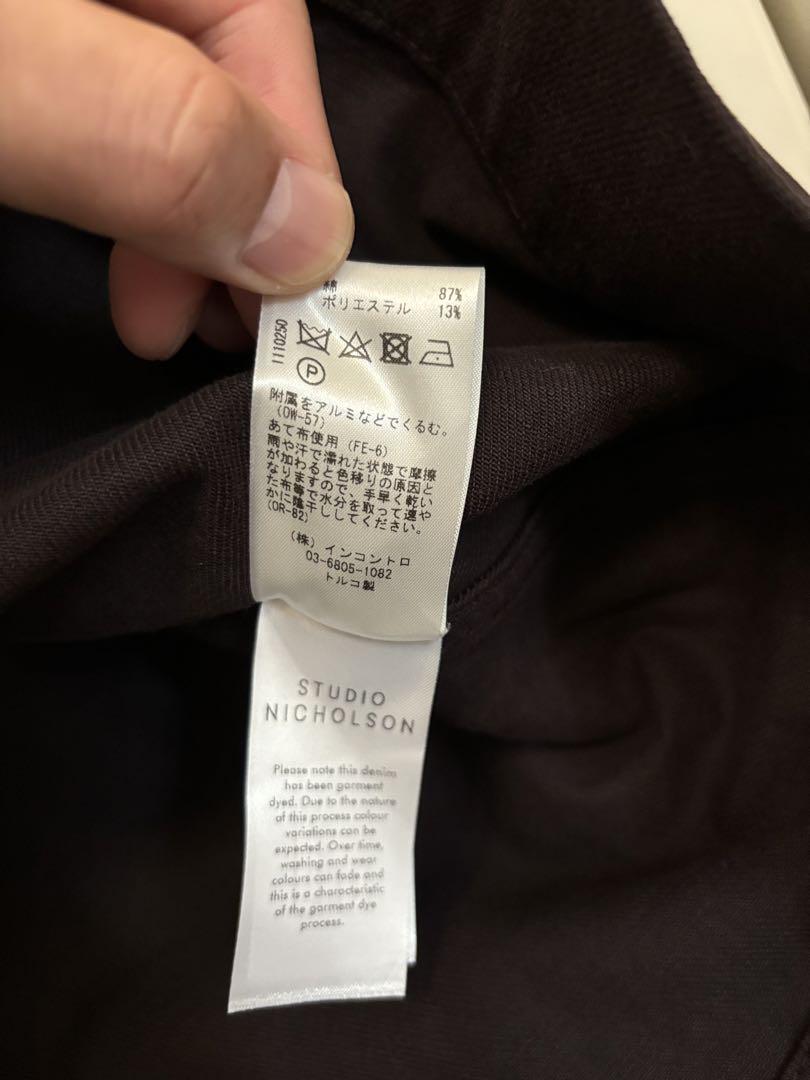 綿 87%
ポリエステル 13%
1110250
P
附属をアルミなどでくるむ。
(OW-57)
あて布使用 (FE-6)
雨や汗で濡れた状態で摩擦
が加わると色移りの原因と
なりますので、手早く乾い
た布等で水分を取って速や
かに陰干ししてください。
(OR-82)
(株) インコントロ
03-6805-1082
トルコ製
STUDIO
NICHOLSON
Please note this denim
has been garment
dyed. Due to the nature
of this process colour
variations can be
expected. Over time,
washing and wear
colours can fade and
this is a characteristic
of the garment dye
process.